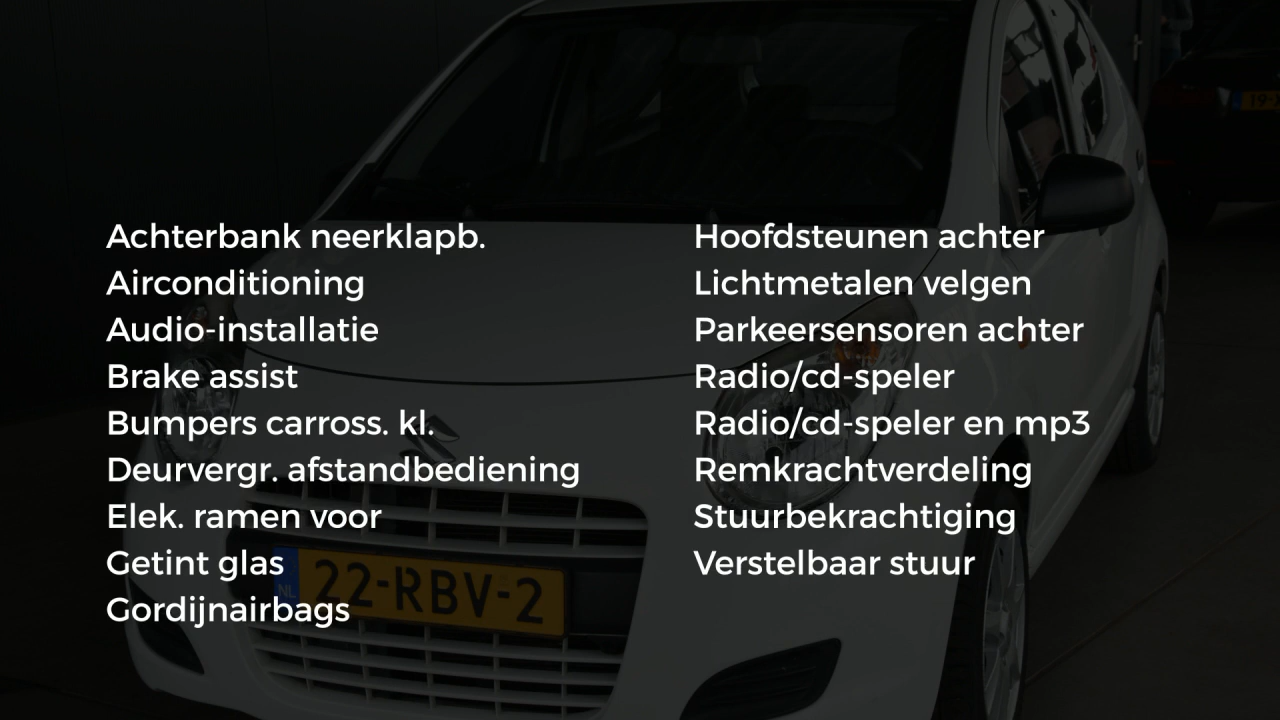 Achterbank neerklapb.
Airconditioning
Audio-installatie
Brake assist
Bumpers carross. kl.
Deurvergr. afstandbediening
Elek. ramen voor
Getint glas
Gordijnairbags
Hoofdsteunen achter
Lichtmetalen velgen
Parkeersensoren achter
Radio/cd-speler
Radio/cd-speler en mp3
Remkrachtverdeling
Stuurbekrachtiging
Verstelbaar stuur
NL 22-RBV-2